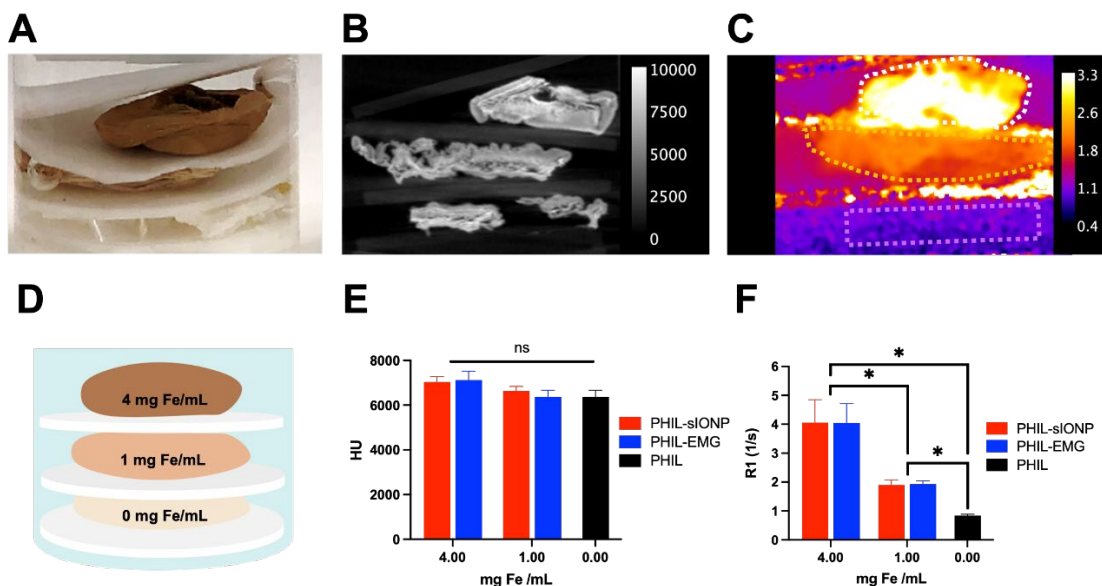 A
B
C
10000
7500
5000
2500
0
3.3
2.6
1.8
1.1
0.4
D
E
F
4 mg Fe/mL
1 mg Fe/mL
0 mg Fe/mL
ns
8000
6000
4000
2000
0
HU
4.00 1.00 0.00
mg Fe /mL
PHIL-sIONP
PHIL-EMG
PHIL
* * *
6
5
4
3
2
1
0
R1 (1/s)
4.00 1.00 0.00
mg Fe/mL
PHIL-sIONP
PHIL-EMG
PHIL